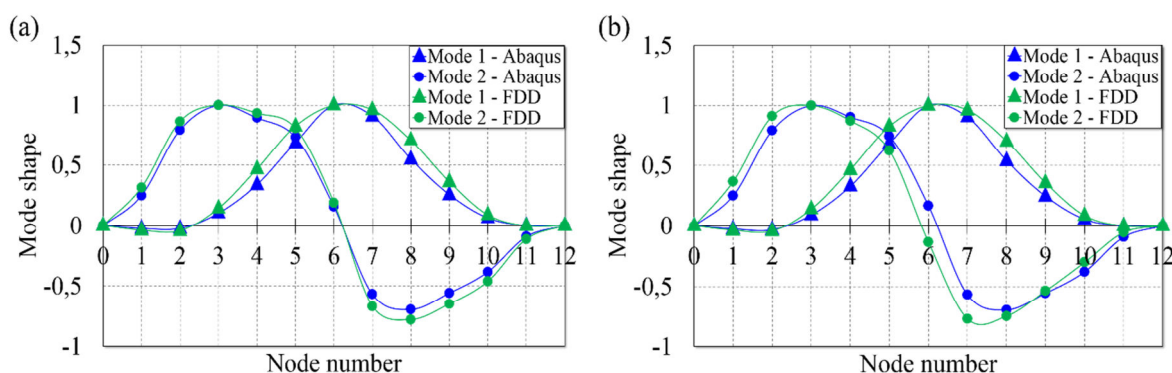 (a)
1,5
1
0,5
0
-0,5
-1
Mode shape
0 1 2 3 4 5 6 7 8 9 10 11 12
Node number
Mode 1 - Abaqus
Mode 2 - Abaqus
Mode 1 - FDD
Mode 2 - FDD
(b)
1,5
1
0,5
0
-0,5
-1
Mode shape
0 1 2 3 4 5 6 7 8 9 10 11 12
Node number
Mode 1 - Abaqus
Mode 2 - Abaqus
Mode 1 - FDD
Mode 2 - FDD